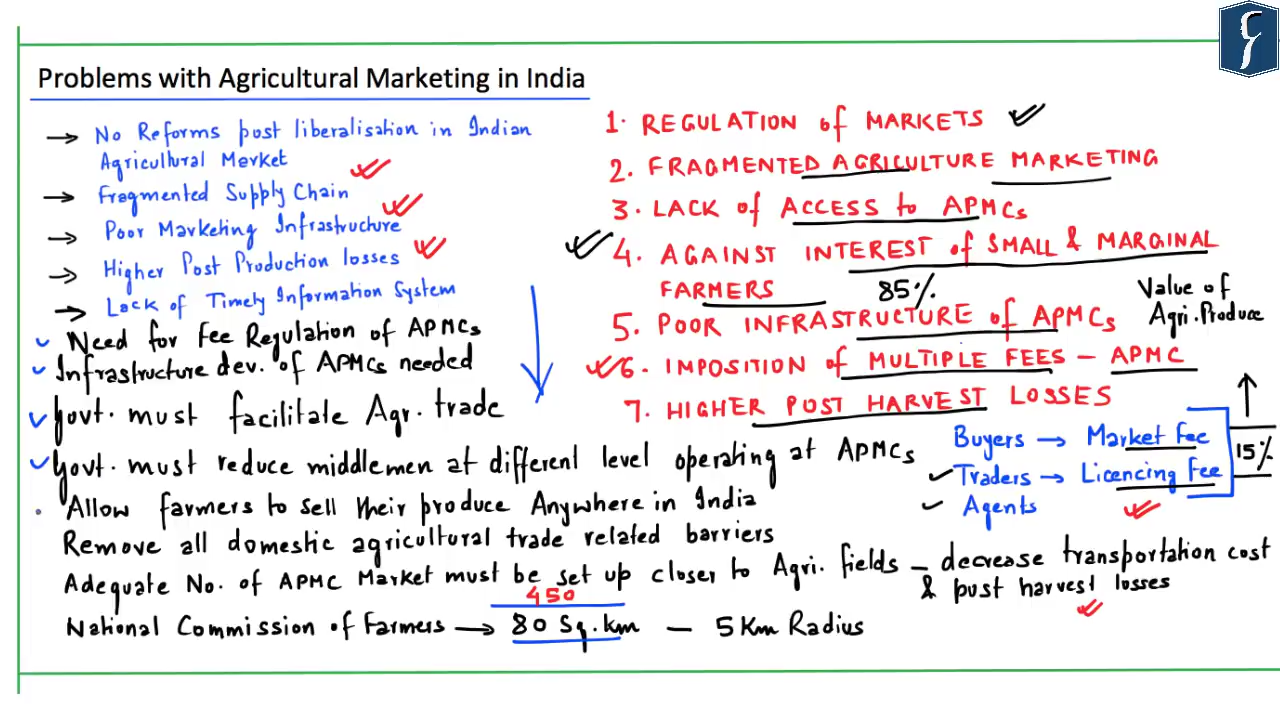 Problems with Agricultural Marketing in India
→ No Reforms post liberalisation in Indian
Agricultural Market
→ Fragmented Supply Chain
→ Poor Marketing Infrastructure
→ Higher Post Production losses
→ Lack of Timely Information System
Need for Fee Regulation of APMCs
Infrastructure dev. of APMCs needed
Govt. must facilitate Agr. trade
Govt. must reduce middlemen at different level operating at APMCs
Allow farmers to sell their produce Anywhere in India
Remove all domestic agricultural trade related barriers
Adequate No. of APMC Market must be set up closer to Agri. fields – decrease transportation cost
& post harvest losses
450
National Commission of Farmers → 80 Sq. km – 5 Km Radius
1. REGULATION of MARKETS
2. FRAGMENTED AGRICULTURE MARKETING
3. LACK of ACCESS to APMCs
4. AGAINST INTEREST of SMALL & MARGINAL
FARMERS 85%
5. POOR INFRASTRUCTURE of APMCs
6. IMPOSITION of MULTIPLE FEES – APMC
7. HIGHER POST HARVEST LOSSES
Value of
Agri. Produce
Buyers → Market Fee
Traders → Licencing Fee
Agents
15%